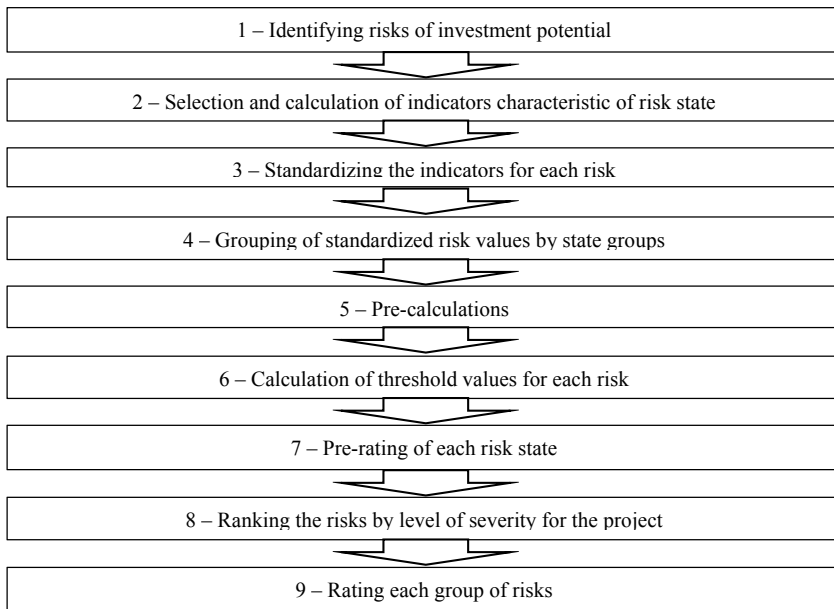 1 – Identifying risks of investment potential
2 – Selection and calculation of indicators characteristic of risk state
3 – Standardizing the indicators for each risk
4 – Grouping of standardized risk values by state groups
5 – Pre-calculations
6 – Calculation of threshold values for each risk
7 – Pre-rating of each risk state
8 – Ranking the risks by level of severity for the project
9 – Rating each group of risks